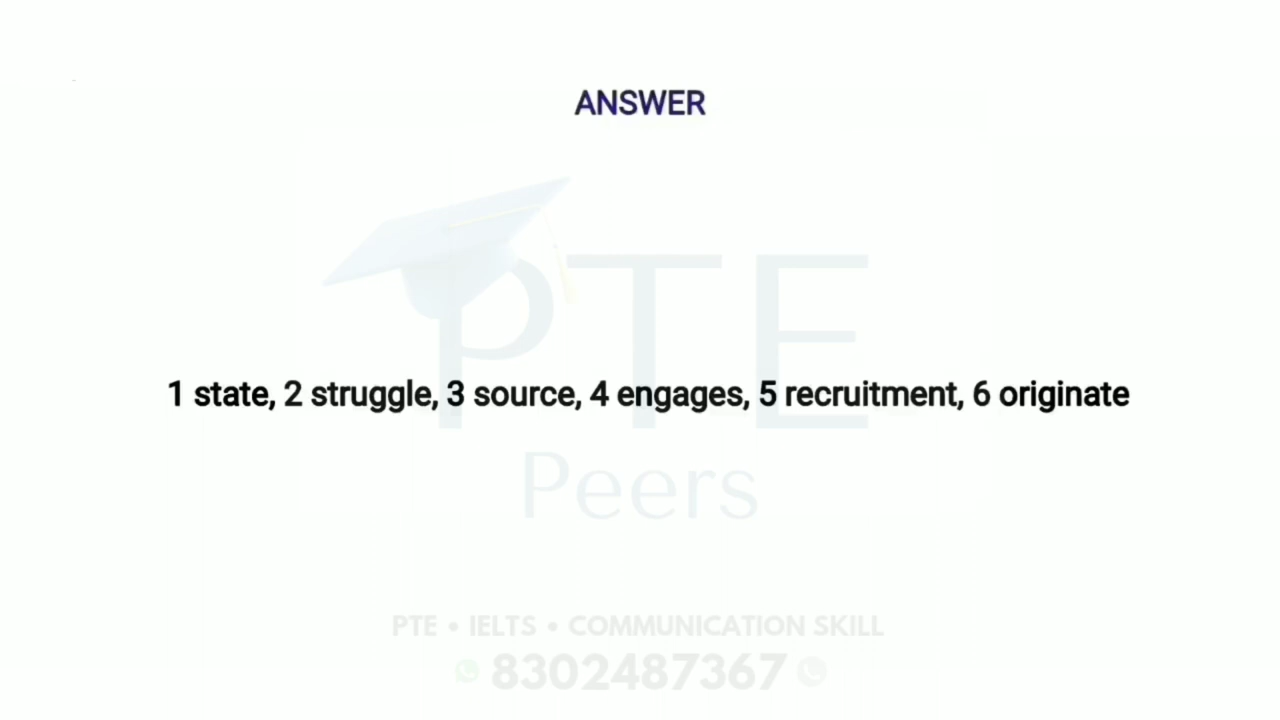 ANSWER
PTE
1 state, 2 struggle, 3 source, 4 engages, 5 recruitment, 6 originate
Peers
PTE • IELTS • COMMUNICATION SKILL
8302487367